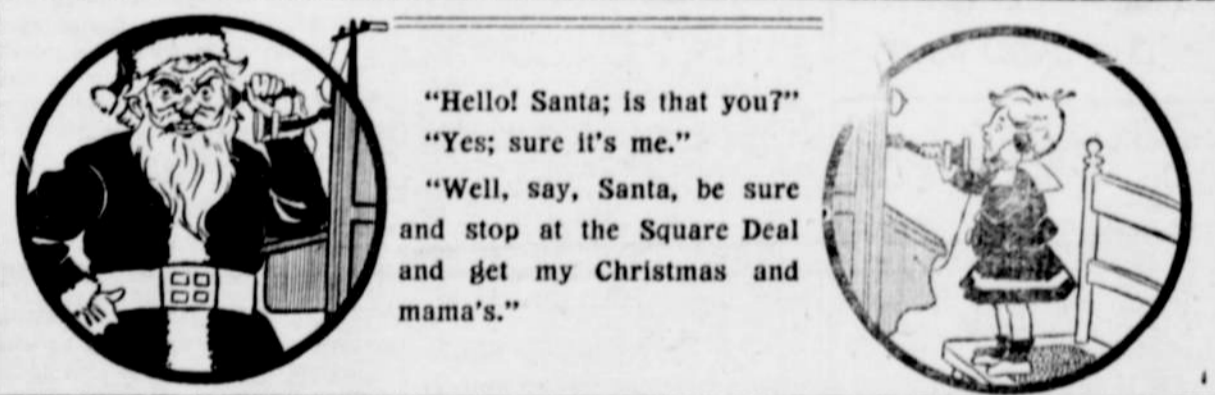 “Hello! Santa; is that you?”
“Yes; sure it's me.”
“Well, say, Santa, be sure
and stop at the Square Deal
and get my Christmas and
mama's.”